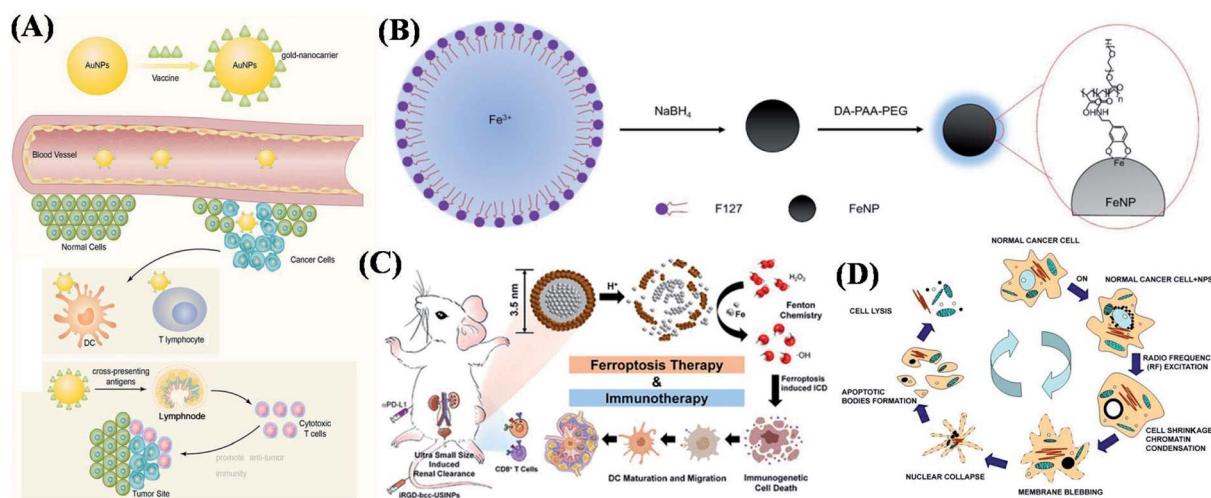 (A)
AuNPs
Vaccine
AuNPs
gold-nanocarrier
Blood Vessel
Normal Cells
Cancer Cells
DC
T lymphocyte
cross-presenting
antigens
Lymphnode
Cytotoxic
T cells
promote anti-tumor
immunity
Tumor Site
(B)
Fe³⁺
NaBH₄
DA-PAA-PEG
F127
FeNP
H
O
O
n
OHNH
O
O
Fe
FeNP
(C)
3.5 nm
H⁺
H₂O₂
Fenton
Chemistry
Fe
·OH
Ferroptosis Therapy
&
Immunotherapy
Ferroptosis
induced ICD
αPD-L1
Ultra Small Size
Induced
Renal Clearance
iRGD-bcc-USINPs
CD8⁺ T Cells
DC Maturation and Migration
Immunogenetic
Cell Death
(D)
NORMAL CANCER CELL
ON
NORMAL CANCER CELL+NPS
RADIO FREQUENC
(RF) EXCITATION
CELL SHRINKAGE
CHROMATIN
CONDENSATION
MEMBRANE BLEBBING
NUCLEAR COLLAPSE
APOPTOTIC
BODIES FORMATION
CELL LYSIS